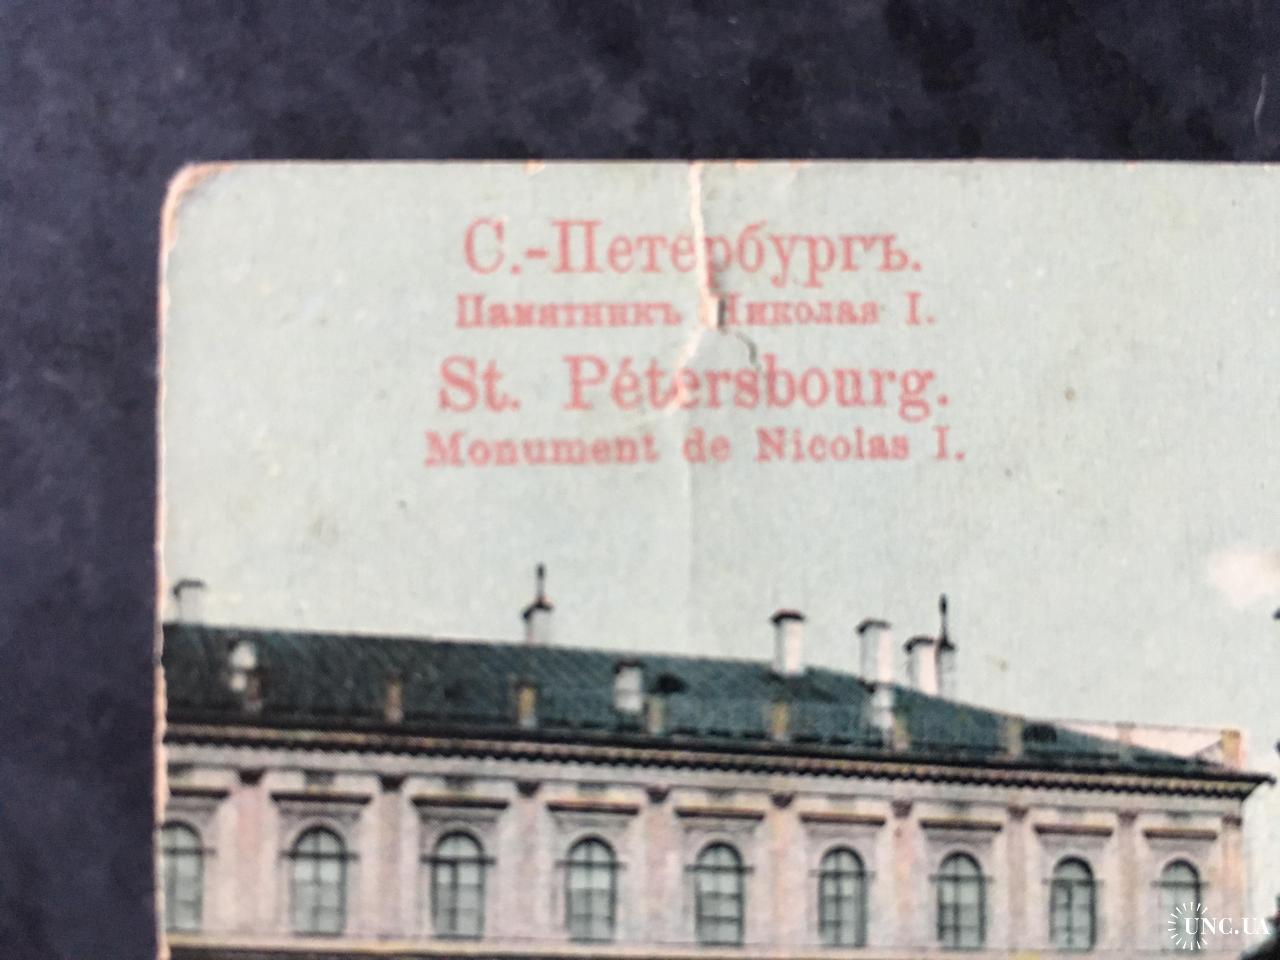 С.-Петербургъ.
Памятникъ Николая I.
St. Pétersbourg.
Monument de Nicolas I.
UNC.UA